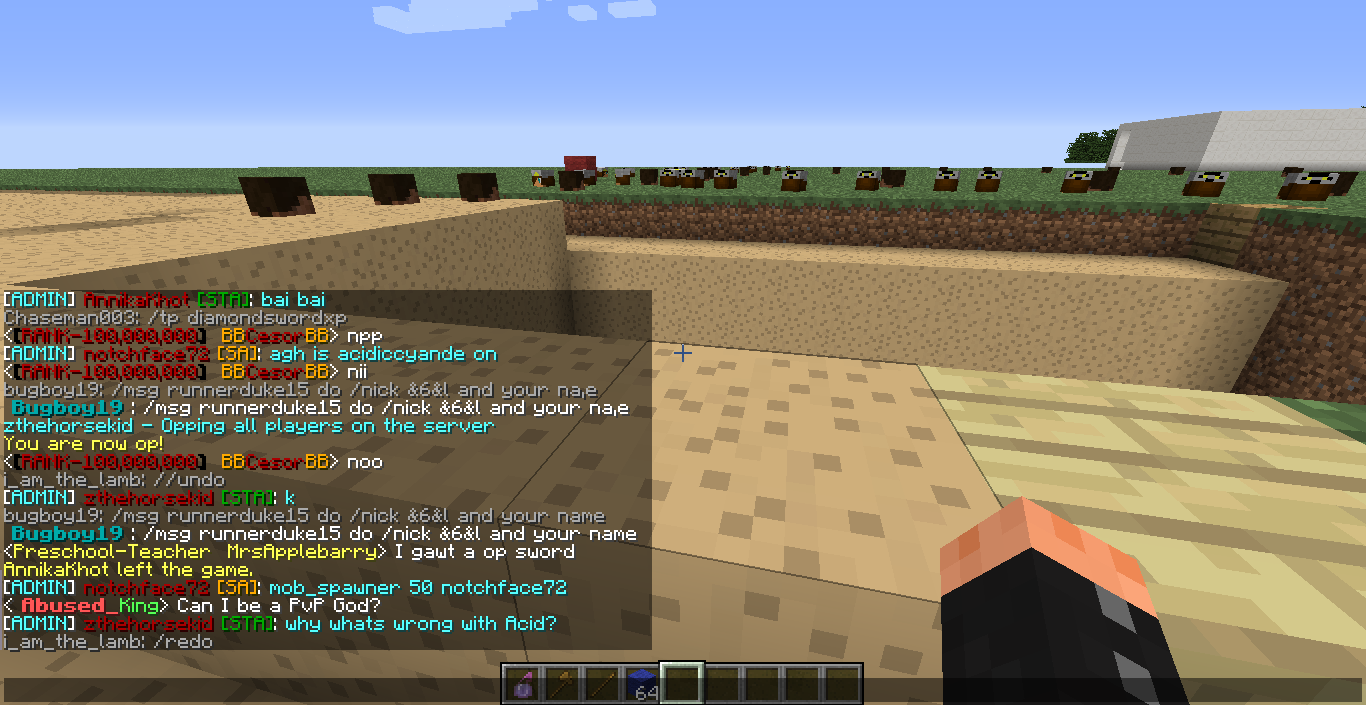 [ADMIN] AnnikaKhot [STA]: bai bai
Chaseman003: /tp diamondswordxp
<[RANK-100,000,000] BBCesorBB> npp
[ADMIN] notchface72 [SA]: agh is acidiccyande on
<[RANK-100,000,000] BBCesorBB> nii
bugboy19: /msg runnerduke15 do /nick &6&l and your na,e
Bugboy19 : /msg runnerduke15 do /nick &6&l and your na,e
zthehorsekid - Opping all players on the server
You are now op!
<[RANK-100,000,000] BBCesorBB> noo
i_am_the_lamb: //undo
[ADMIN] zthehorsekid [STA]: k
bugboy19: /msg runnerduke15 do /nick &6&l and your name
Bugboy19 : /msg runnerduke15 do /nick &6&l and your name
<Preschool-Teacher MrsApplebarry> I gawt a op sword
AnnikaKhot left the game.
[ADMIN] notchface72 [SA]: mob_spawner 50 notchface72
< Abused_King> Can I be a PvP God?
[ADMIN] zthehorsekid [STA]: why whats wrong with Acid?
i_am_the_lamb: /redo
64